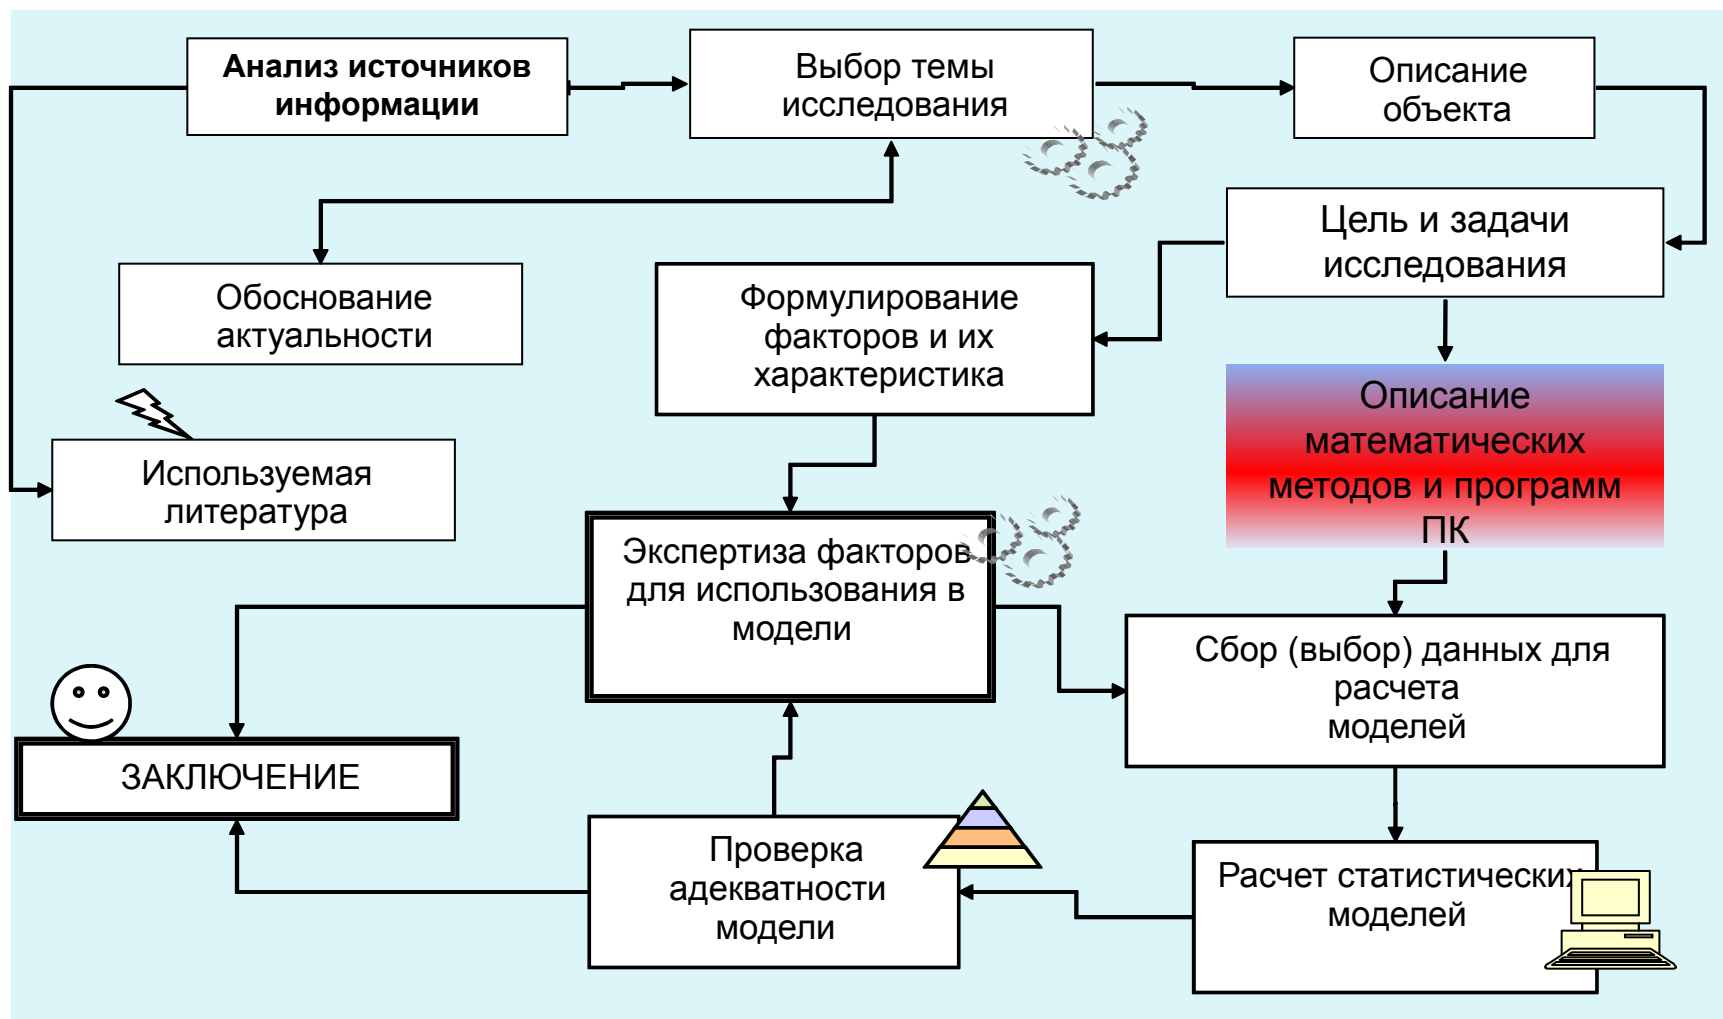 Анализ источников
информации
Выбор темы
исследования
Описание
объекта
Цель и задачи
исследования
Обоснование
актуальности
Формулирование
факторов и их
характеристика
Описание
математических
методов и программ
ПК
Используемая
литература
Экспертиза факторов
для использования в
модели
Сбор (выбор) данных для
расчета
моделей
ЗАКЛЮЧЕНИЕ
Проверка
адекватности
модели
Расчет статистических
моделей